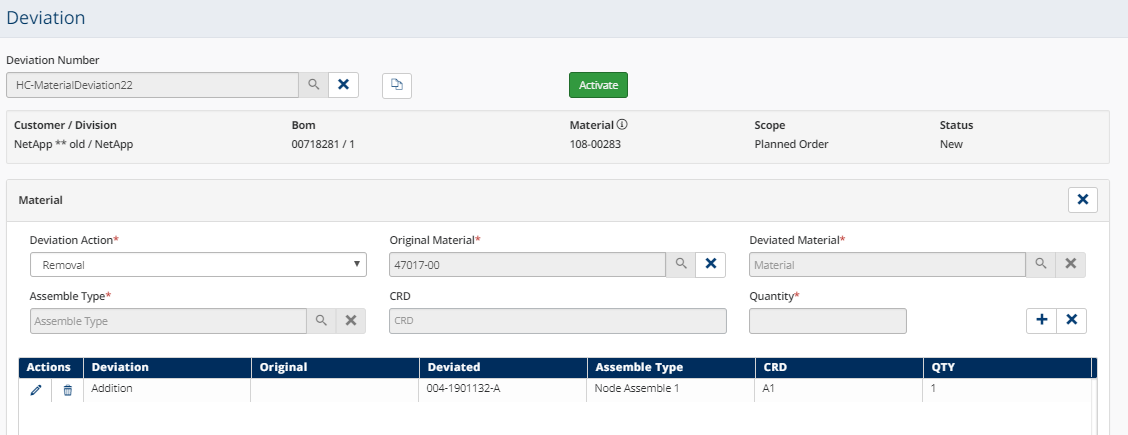 Deviation
Deviation Number
HC-MaterialDeviation22
Activate
Customer / Division Bom Material Scope Status
NetApp ** old / NetApp 00718281 / 1 108-00283 Planned Order New
Material
Deviation Action* Original Material* Deviated Material*
Removal 47017-00 Material
Assemble Type* CRD Quantity*
Assemble Type CRD
Actions Deviation Original Deviated Assemble Type CRD QTY
Addition 004-1901132-A Node Assemble 1 A1 1